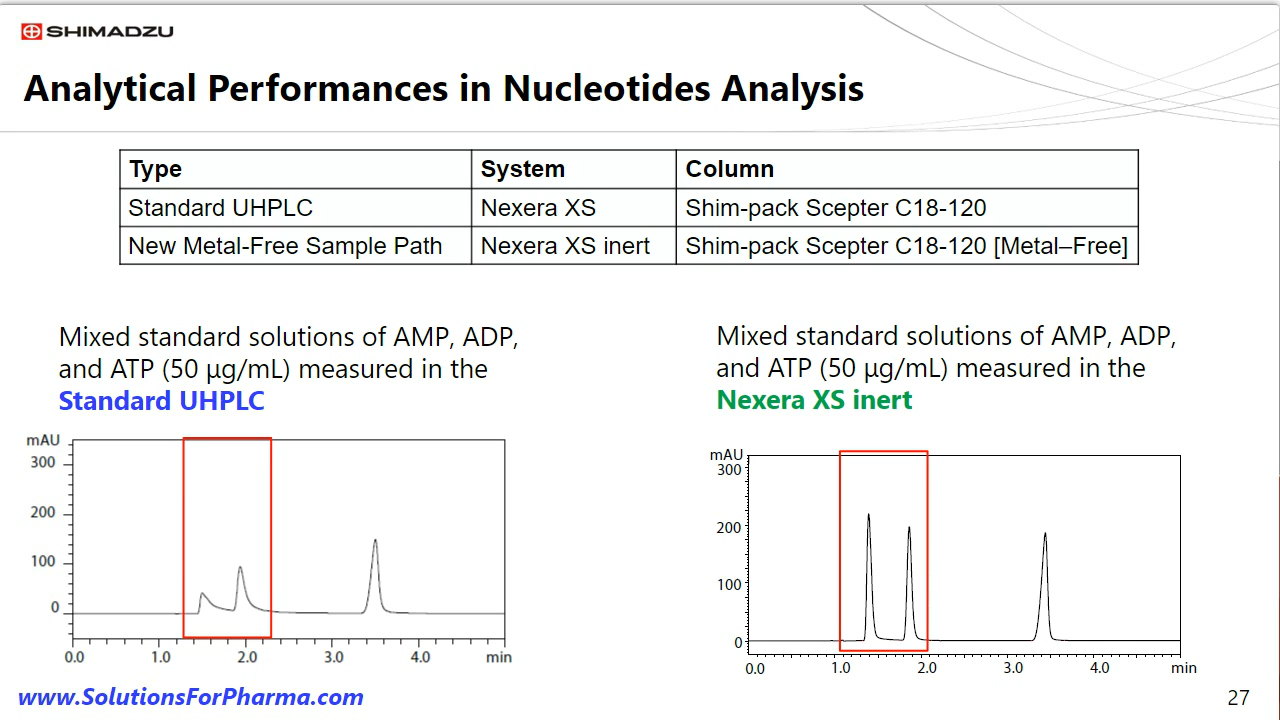 SHIMADZU
Analytical Performances in Nucleotides Analysis
Type System Column
Standard UHPLC Nexera XS Shim-pack Scepter C18-120
New Metal-Free Sample Path Nexera XS inert Shim-pack Scepter C18-120 [Metal–Free]
Mixed standard solutions of AMP, ADP,
and ATP (50 µg/mL) measured in the
Standard UHPLC
mAU
300
200
100
0
0.0 1.0 2.0 3.0 4.0 min
Mixed standard solutions of AMP, ADP,
and ATP (50 µg/mL) measured in the
Nexera XS inert
mAU
300
200
100
0
0.0 1.0 2.0 3.0 4.0 min
www.SolutionsForPharma.com
27